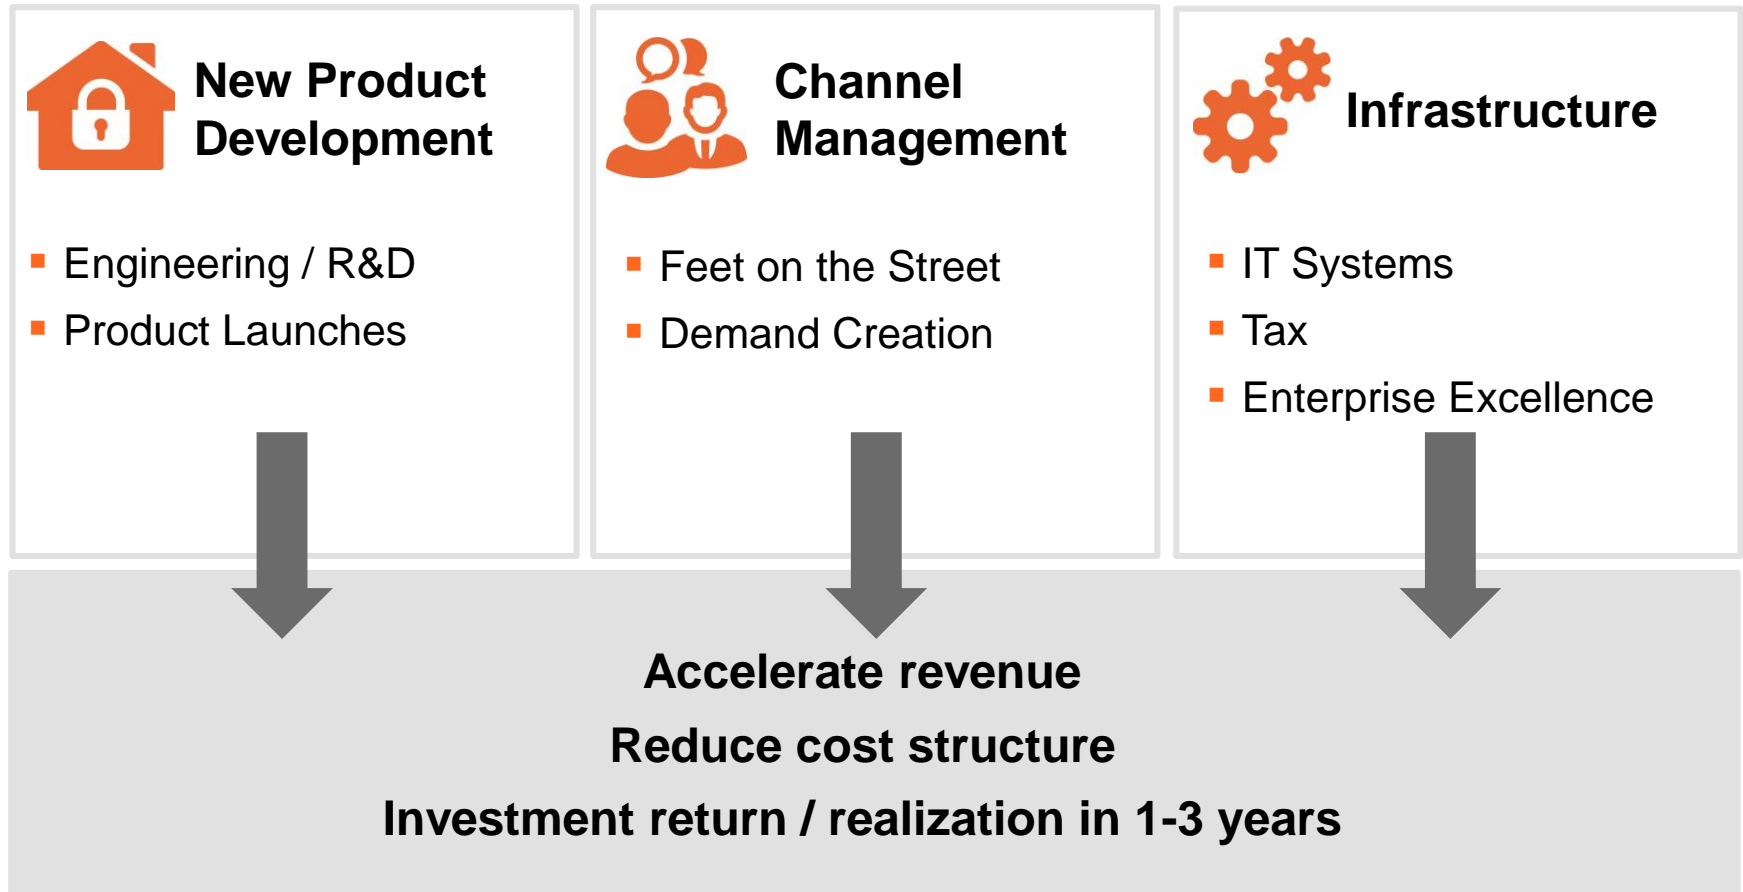 New Product
Development
Engineering / R&D
Product Launches
Channel
Management
Feet on the Street
Demand Creation
Infrastructure
IT Systems
Tax
Enterprise Excellence
Accelerate revenue
Reduce cost structure
Investment return / realization in 1-3 years